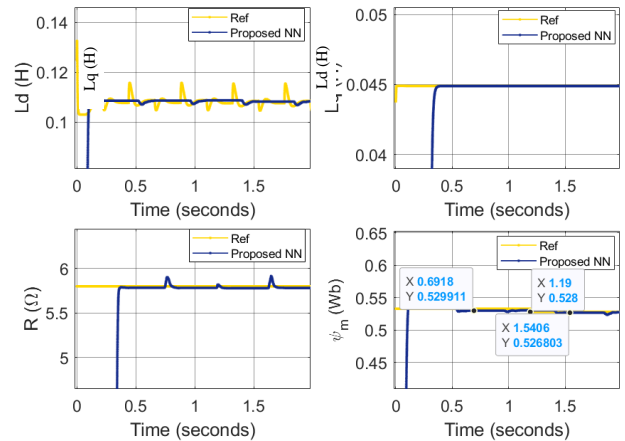 Ref
Proposed NN
Ld (H)
Lq (H)
0.14
0.12
0.1
0
0.5
1
1.5
Time (seconds)
Ref
Proposed NN
Ld (H)
0.05
0.045
0.04
0
0.5
1
1.5
Time (seconds)
Ref
Proposed NN
R (Ω)
6
5.5
5
0
0.5
1
1.5
Time (seconds)
Ref
Proposed NN
ψm (Wb)
0.65
0.6
0.55
0.5
0.45
X 0.6918
Y 0.529911
X 1.19
Y 0.528
X 1.5406
Y 0.526803
0
0.5
1
1.5
Time (seconds)